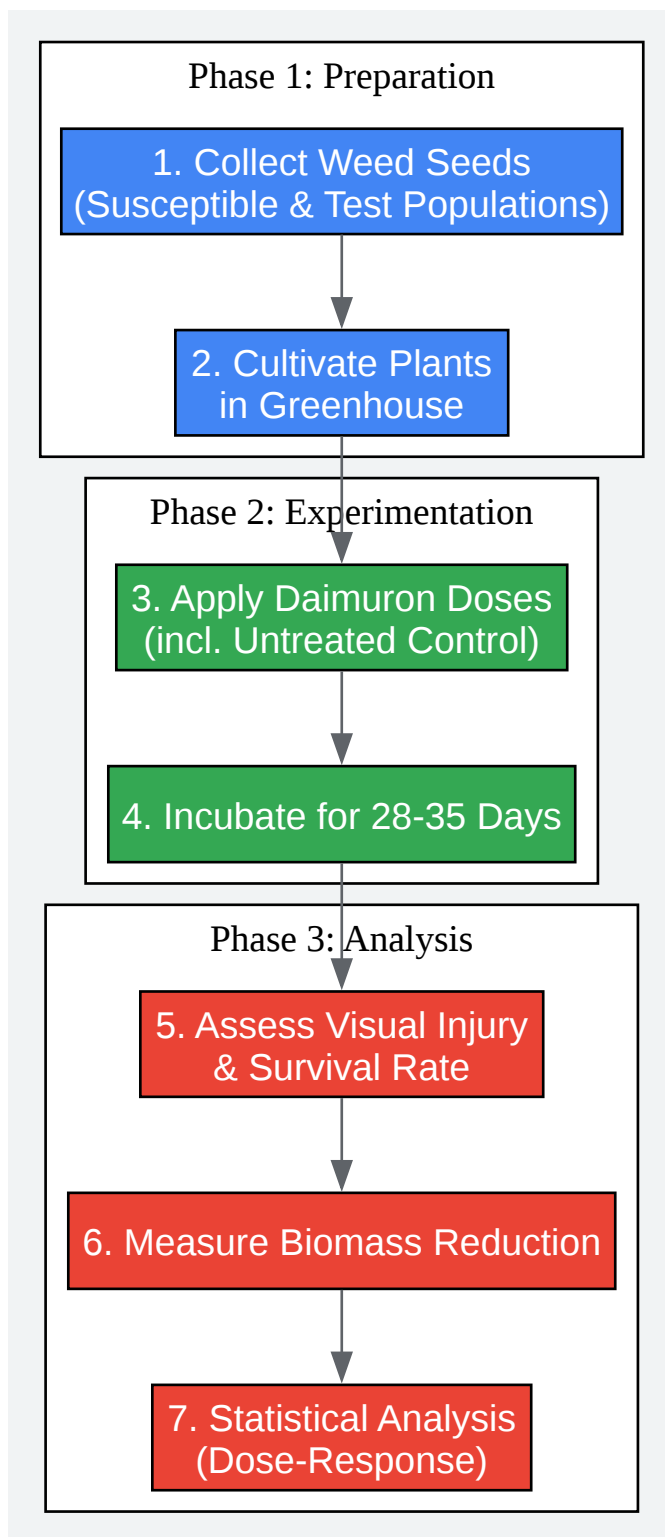 Phase 1: Preparation
1. Collect Weed Seeds
(Susceptible & Test Populations)
2. Cultivate Plants
in Greenhouse
Phase 2: Experimentation
3. Apply Daimuron Doses
(incl. Untreated Control)
4. Incubate for 28-35 Days
Phase 3: Analysis
5. Assess Visual Injury
& Survival Rate
6. Measure Biomass Reduction
7. Statistical Analysis
(Dose-Response)